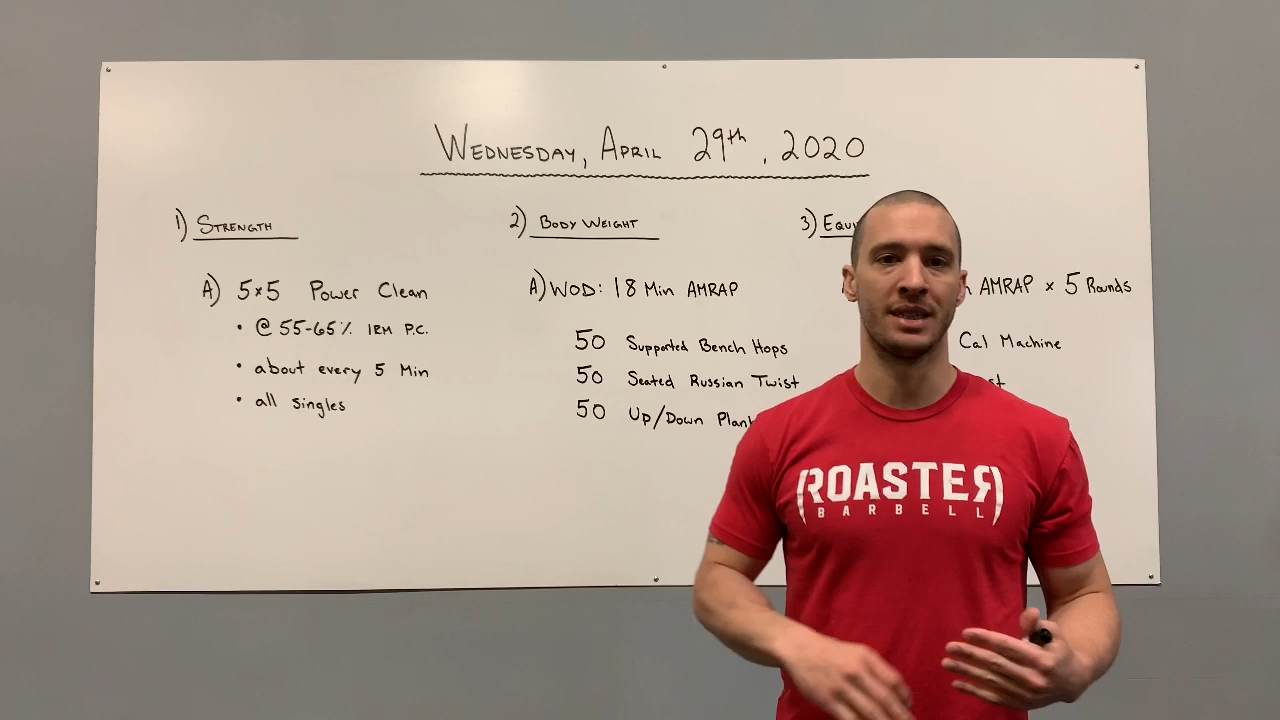 WEDNESDAY, APRIL 29th, 2020
1) STRENGTH
A) 5x5 Power Clean
• @ 55-65% 1RM P.C.
• about every 5 Min
• all singles
2) BODY WEIGHT
A) WOD: 18 Min AMRAP
50 Supported Bench Hops
50 Seated Russian Twist
50 Up/Down
3)
AMRAP x 5 Rounds
Cal Machine
ROASTER
BARBELL